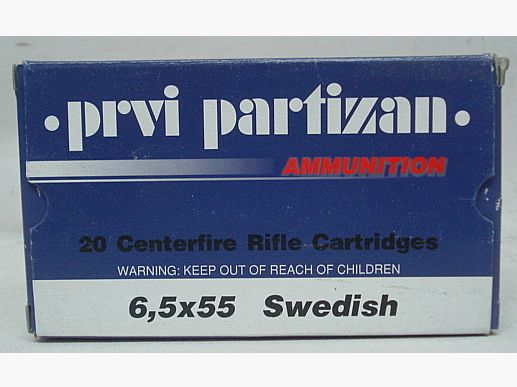 ·prvi partizan·
AMMUNITION
20 Centerfire Rifle Cartridges
WARNING: KEEP OUT OF REACH OF CHILDREN
6,5x55 Swedish